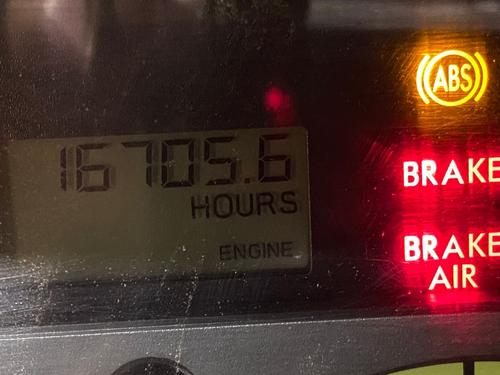 ABS
16705.6
HOURS
ENGINE
BRAKE
BRAKE
AIR